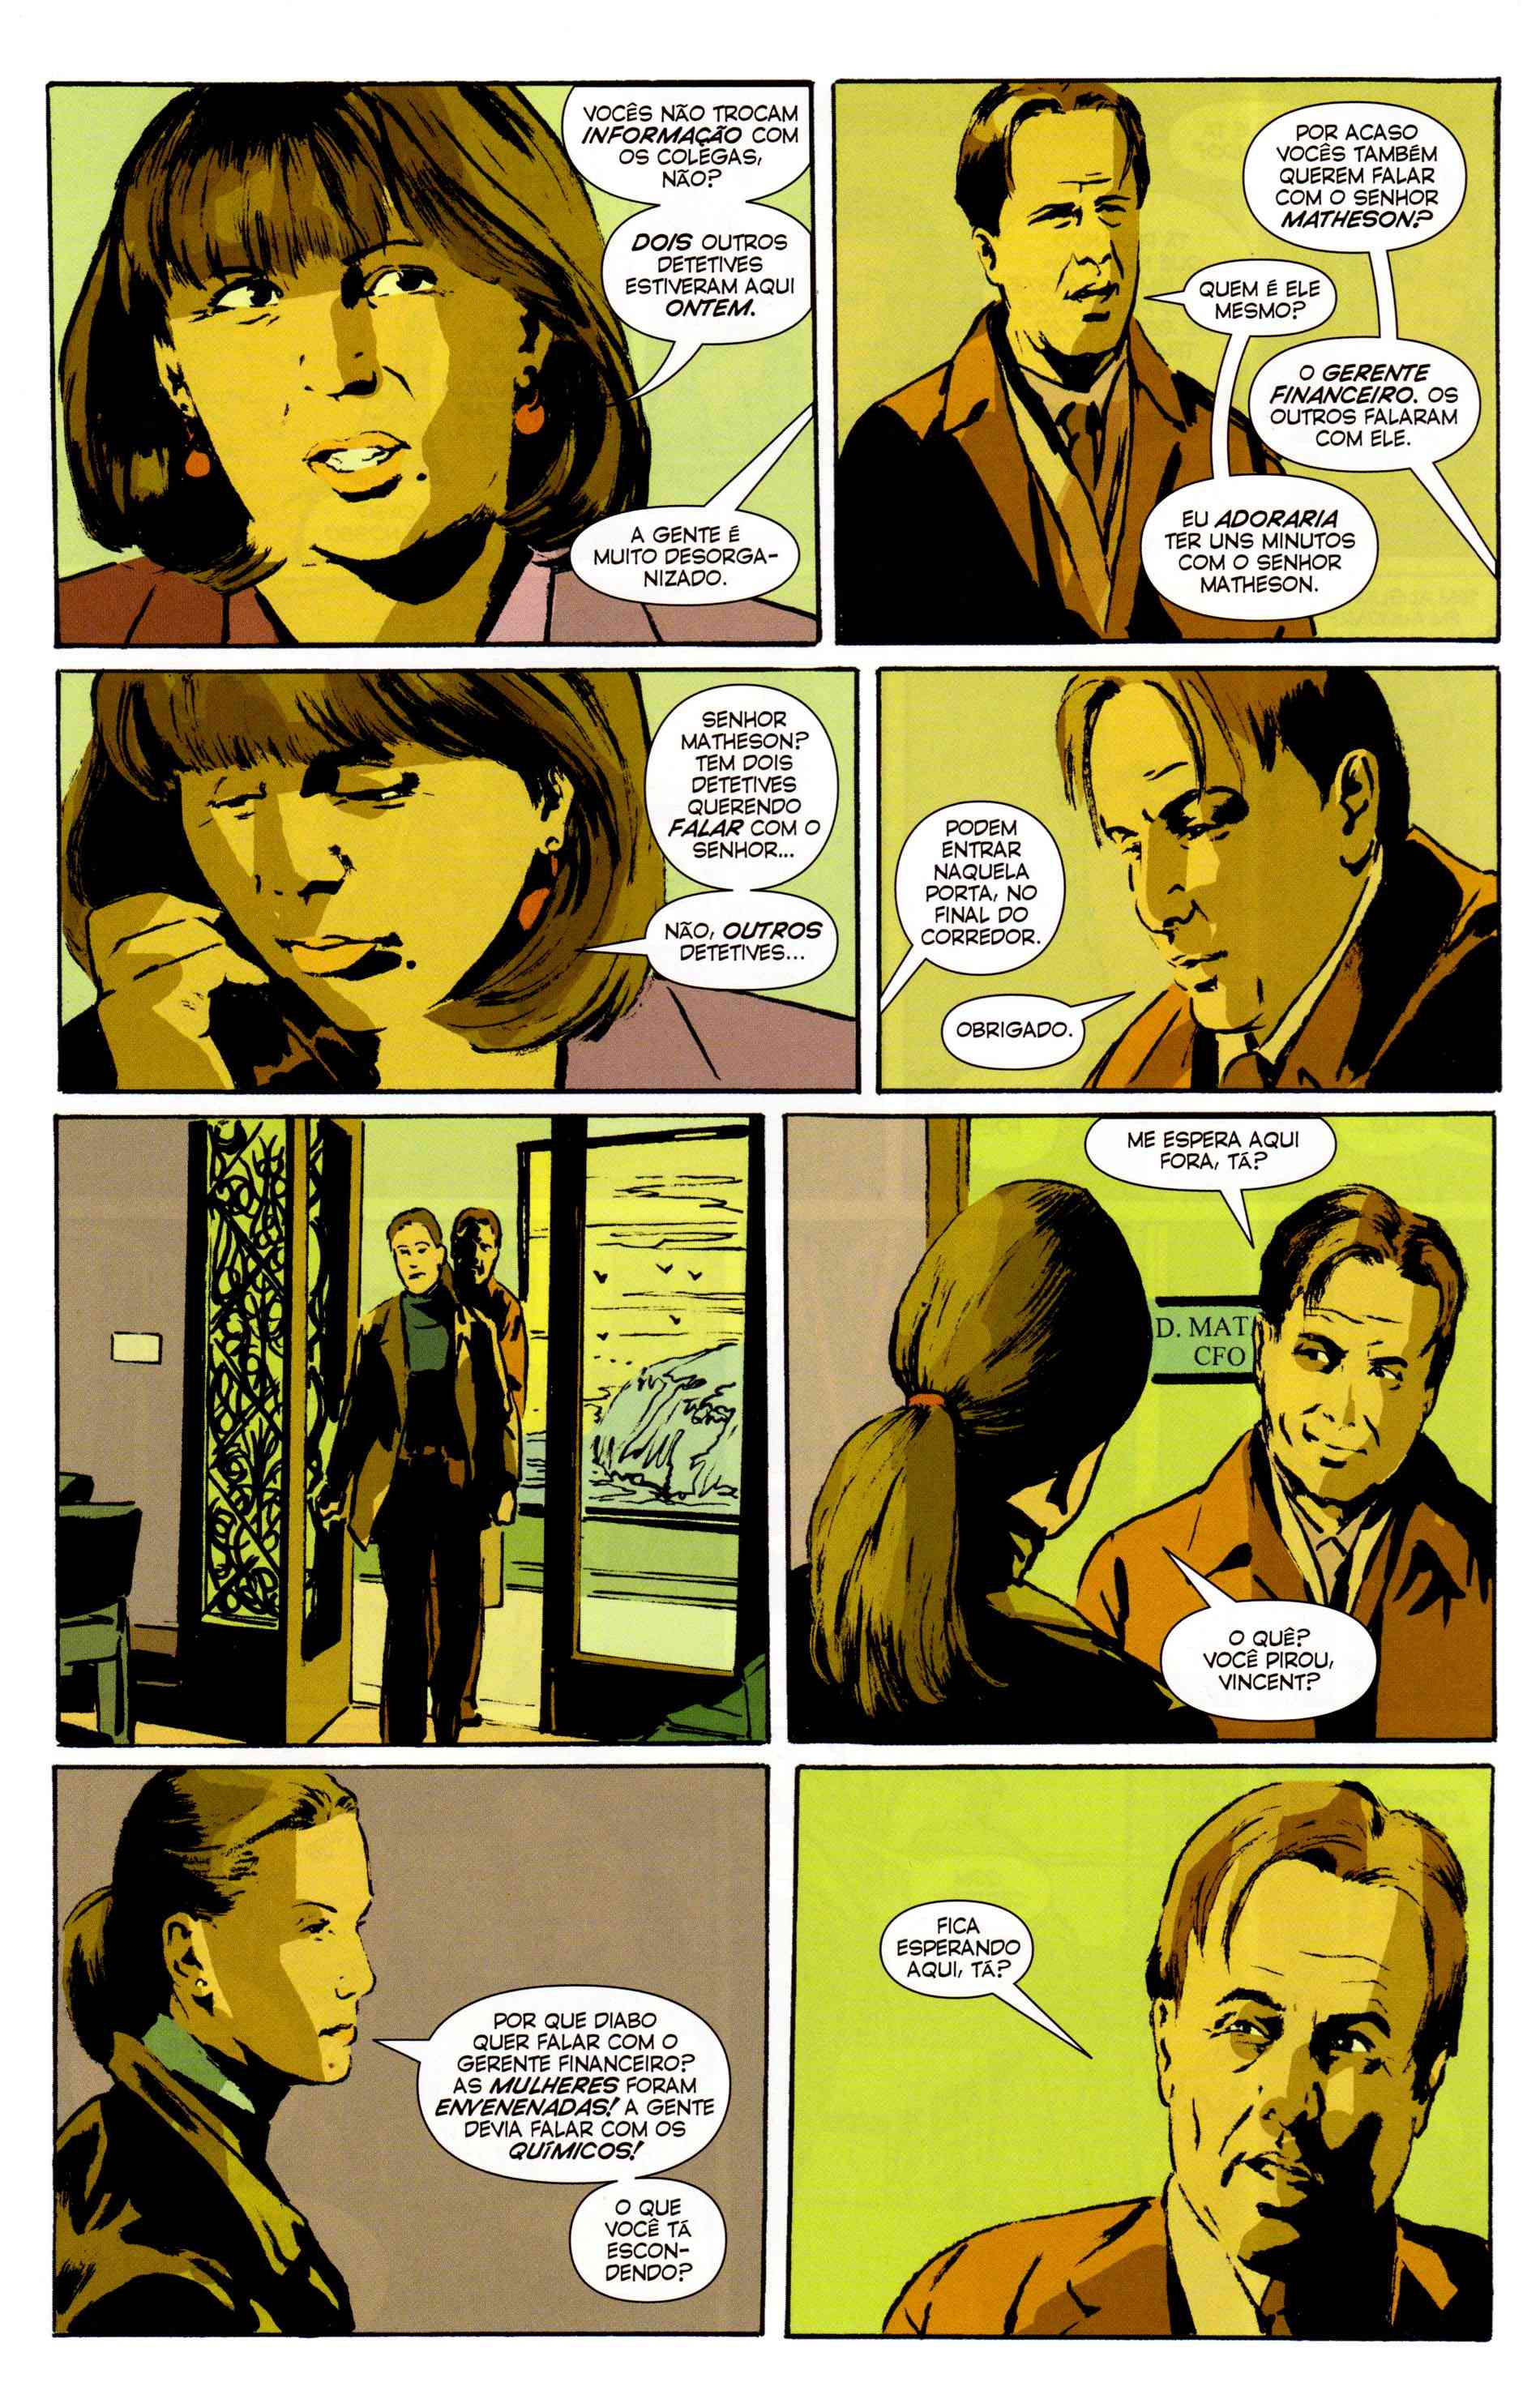 VOCÊS NÃO TROCAM
INFORMAÇÃO COM
OS COLEGAS,
NÃO?
DOIS OUTROS
DETETIVES
ESTIVERAM AQUI
ONTEM.
A GENTE É
MUITO DESORGA-
NIZADO.
POR ACASO
VOCÊS TAMBÉM
QUEREM FALAR
COM O SENHOR
MATHESON?
QUEM É ELE
MESMO?
O GERENTE
FINANCEIRO. OS
OUTROS FALARAM
COM ELE.
EU ADORARIA
TER UNS MINUTOS
COM O SENHOR
MATHESON.
SENHOR
MATHESON?
TEM DOIS
DETETIVES
QUERENDO
FALAR COM O
SENHOR...
NÃO, OUTROS
DETETIVES...
PODEM
ENTRAR
NAQUELA
PORTA, NO
FINAL DO
CORREDOR.
OBRIGADO.
ME ESPERA AQUI
FORA, TÁ?
D. MAT
CFO
O QUÊ?
VOCÊ PIROU,
VINCENT?
POR QUE DIABO
QUER FALAR COM O
GERENTE FINANCEIRO?
AS MULHERES FORAM
ENVENENADAS! A GENTE
DEVIA FALAR COM OS
QUÍMICOS!
O QUE
VOCÊ TÁ
ESCON-
DENDO?
FICA
ESPERANDO
AQUI, TÁ?